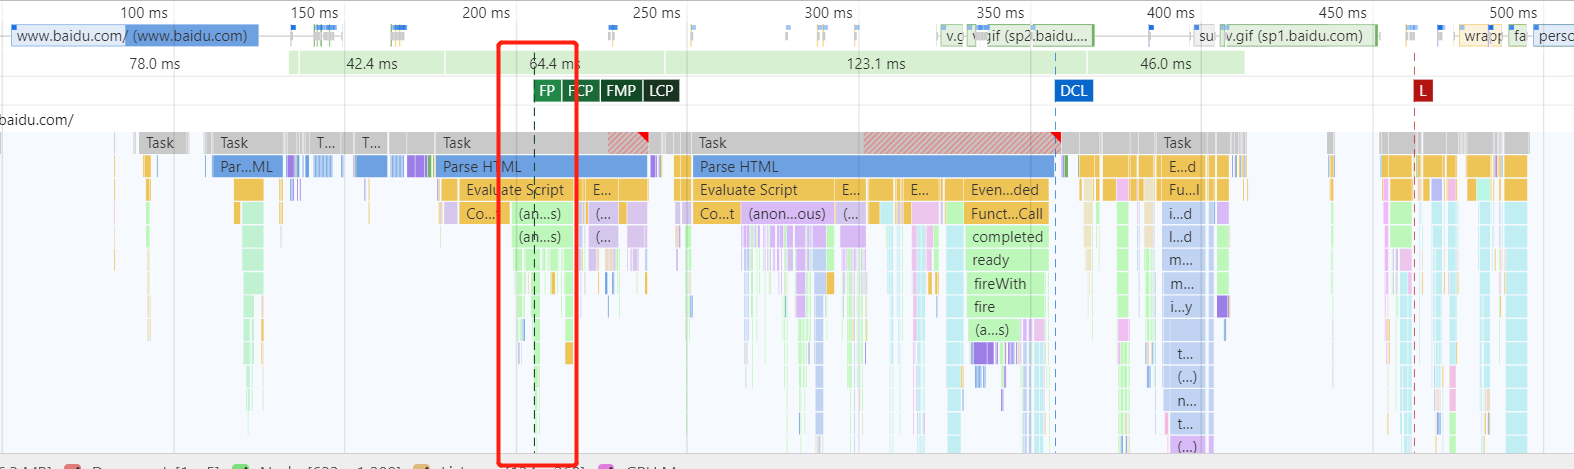 100 ms 150 ms 200 ms 250 ms 300 ms 350 ms 400 ms 450 ms 500 ms
www.baidu.com/ (www.baidu.com) v.g v.gif (sp2.baidu.... su v.gif (sp1.baidu.com) wrapp fa perso
78.0 ms 42.4 ms 64.4 ms 123.1 ms 46.0 ms
FP FCP FMP LCP DCL L
baidu.com/
Task Task T... T... Task Task Task
Par...ML Parse HTML Parse HTML E...d
Evaluate Script E... Evaluate Script E... E... Even...ded Fu...l
Co...t (an...s) (... Co...t (anon...ous) (... Funct...Call i...d
(an...s) (... completed l...d
ready m...
fireWith m...
fire i...y
(a...s)
t...
(...)
n...
t...
(...)